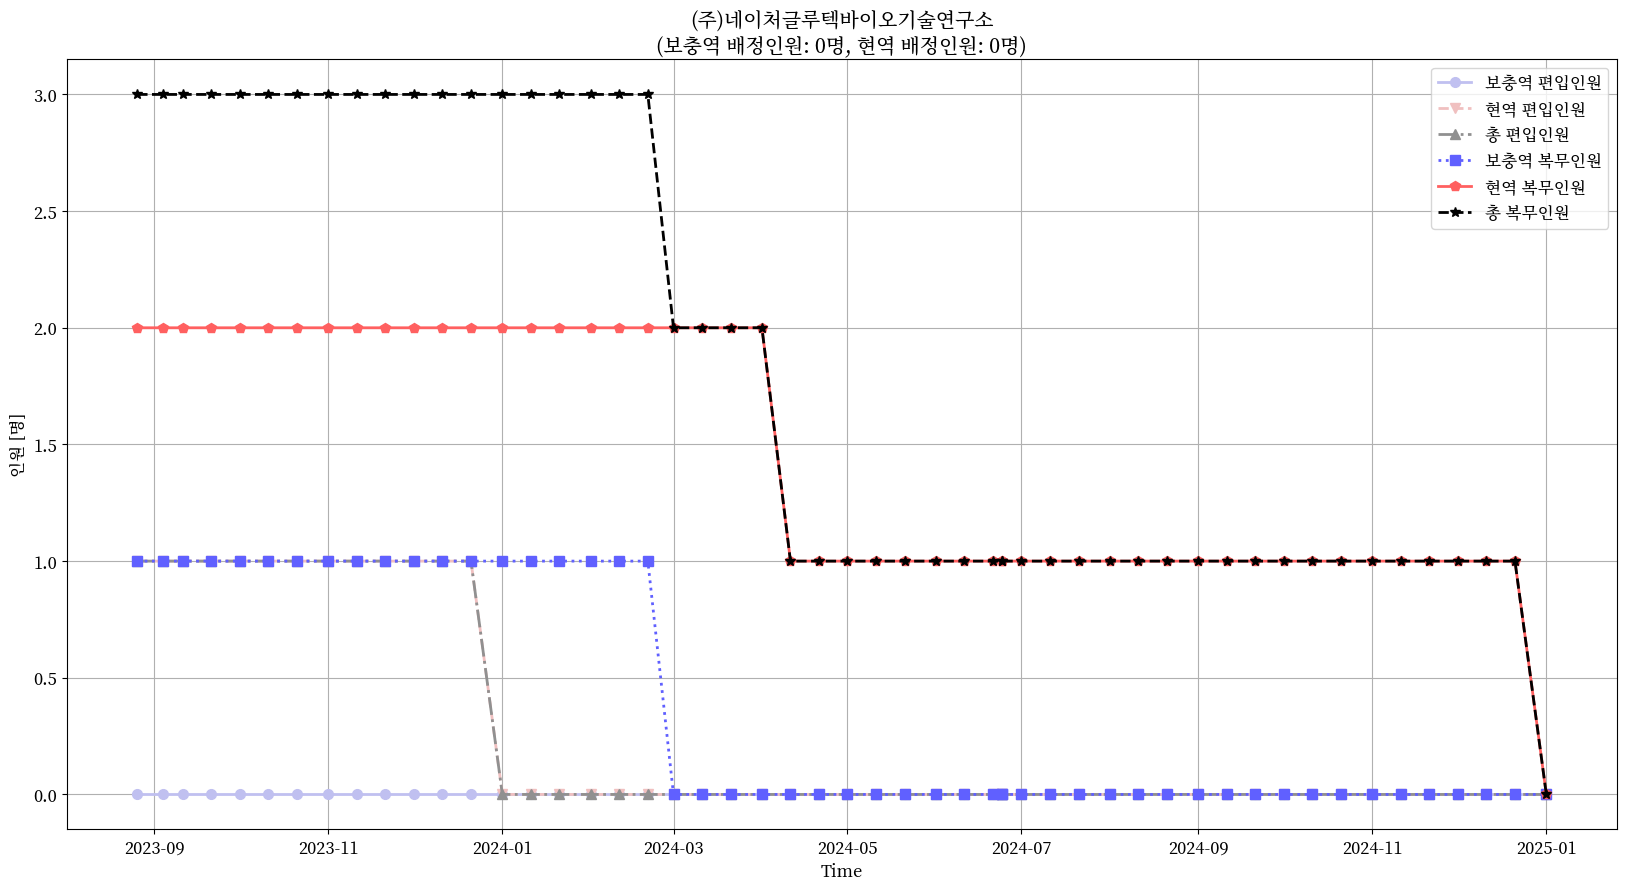 (주)네이처글루텍바이오기술연구소
(보충역 배정인원: 0명, 현역 배정인원: 0명)
보충역 편입인원
현역 편입인원
총 편입인원
보충역 복무인원
현역 복무인원
총 복무인원
인원 [명]
3.0
2.5
2.0
1.5
1.0
0.5
0.0
2023-09
2023-11
2024-01
2024-03
2024-05
2024-07
2024-09
2024-11
2025-01
Time